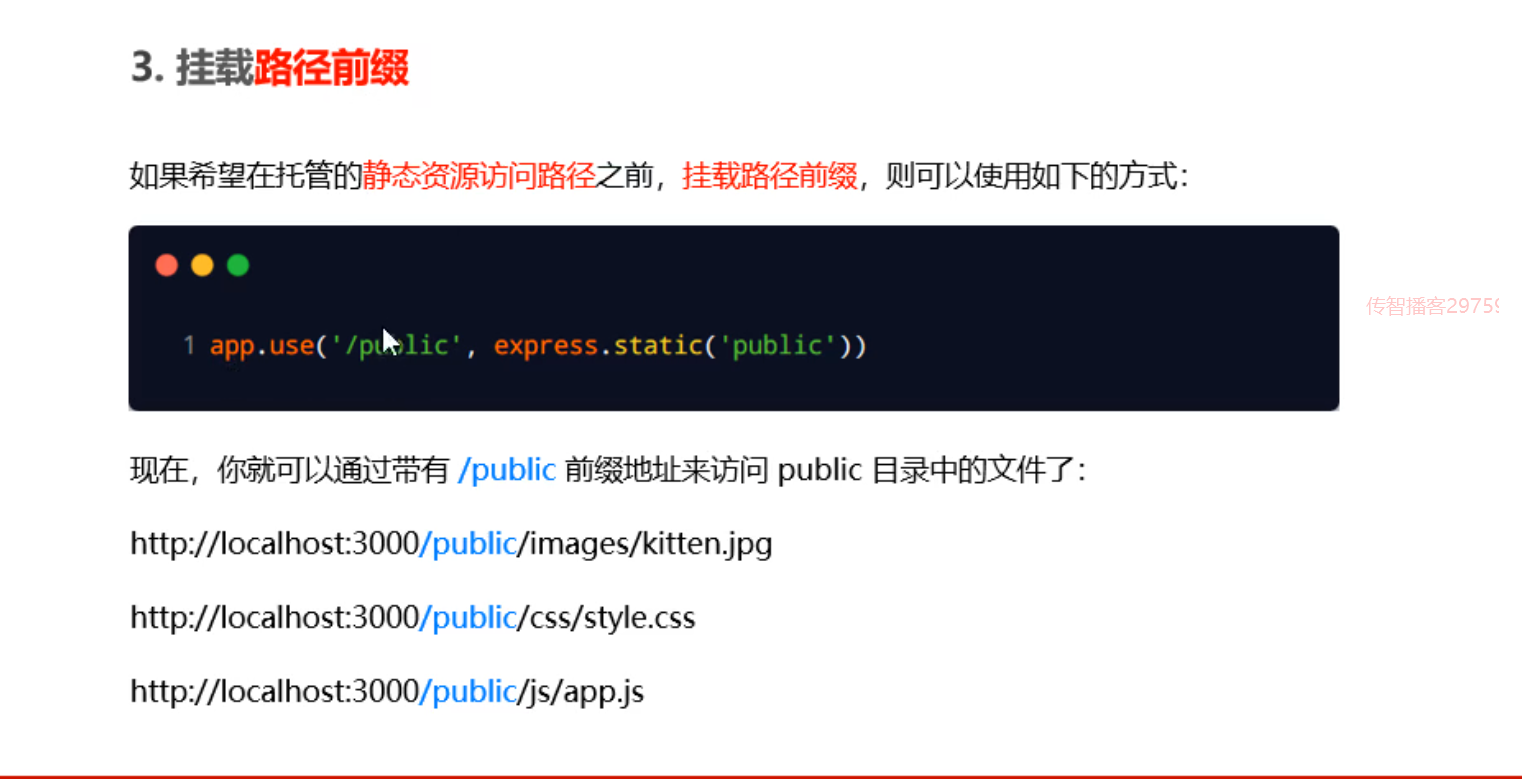 3. 挂载路径前缀
如果希望在托管的静态资源访问路径之前，挂载路径前缀，则可以使用如下的方式：
传智播客29759
1 app.use('/public', express.static('public'))
现在，你就可以通过带有 /public 前缀地址来访问 public 目录中的文件了：
http://localhost:3000/public/images/kitten.jpg
http://localhost:3000/public/css/style.css
http://localhost:3000/public/js/app.js